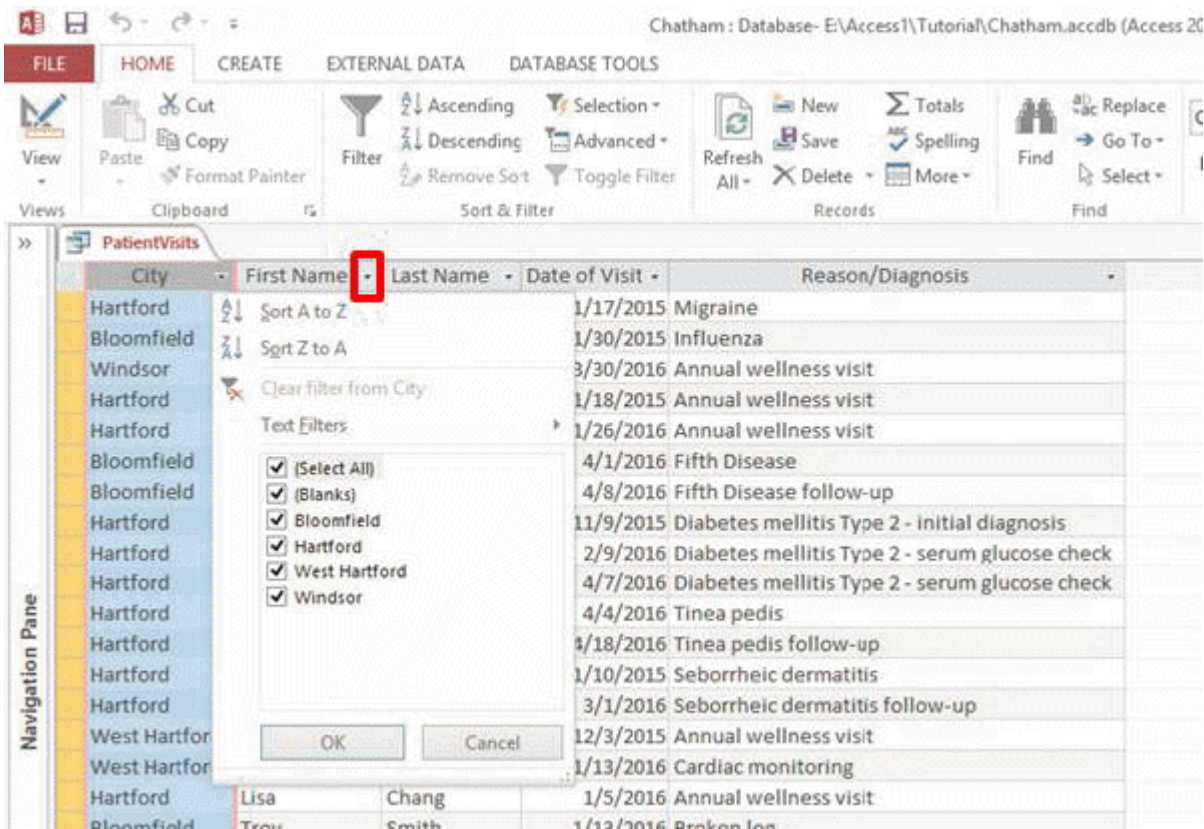 Chatham : Database- E:\Access1\Tutorial\Chatham.accdb (Access 20
FILE HOME CREATE EXTERNAL DATA DATABASE TOOLS
View
Views
Paste
Cut
Copy
Format Painter
Clipboard
Filter
Ascending
Descending
Remove Sort
Selection
Advanced
Toggle Filter
Sort & Filter
Refresh
All
New
Save
Delete
Totals
Spelling
More
Records
Find
Replace
Go To
Select
Find
PatientVisits
City First Name Last Name Date of Visit Reason/Diagnosis
Hartford 1/17/2015 Migraine
Bloomfield 1/30/2015 Influenza
Windsor 3/30/2016 Annual wellness visit
Hartford 1/18/2015 Annual wellness visit
Hartford 1/26/2016 Annual wellness visit
Bloomfield 4/1/2016 Fifth Disease
Bloomfield 4/8/2016 Fifth Disease follow-up
Hartford 11/9/2015 Diabetes mellitis Type 2 - initial diagnosis
Hartford 2/9/2016 Diabetes mellitis Type 2 - serum glucose check
Hartford 4/7/2016 Diabetes mellitis Type 2 - serum glucose check
Hartford 4/4/2016 Tinea pedis
Hartford 4/18/2016 Tinea pedis follow-up
Hartford 1/10/2015 Seborrheic dermatitis
Hartford 3/1/2016 Seborrheic dermatitis follow-up
West Hartfor 12/3/2015 Annual wellness visit
West Hartfor 1/13/2016 Cardiac monitoring
Hartford Lisa Chang 1/5/2016 Annual wellness visit
Bloomfield Troy Smith 1/13/2016 Broken leg
Sort A to Z
Sort Z to A
Clear filter from City
Text Filters
(Select All)
(Blanks)
Bloomfield
Hartford
West Hartford
Windsor
OK Cancel
Navigation Pane